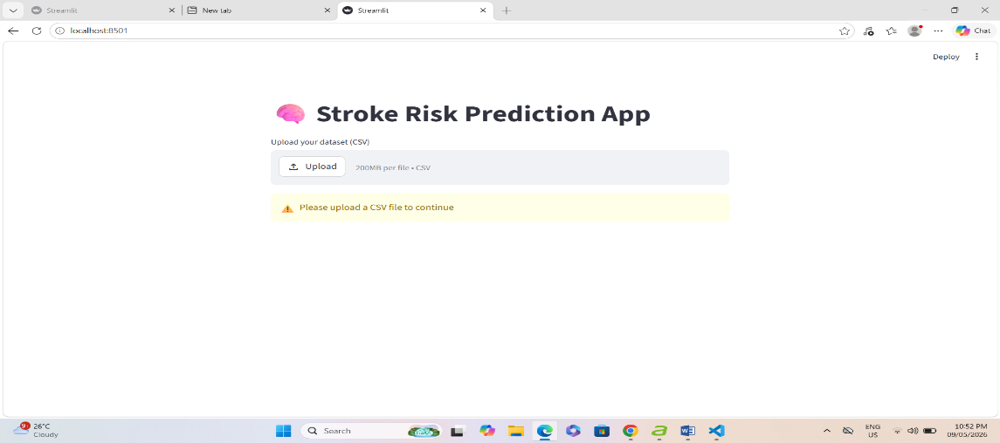 Streamlit
New tab
Streamlit
localhost:8501
Chat
Deploy
Stroke Risk Prediction App
Upload your dataset (CSV)
Upload
200MB per file • CSV
Please upload a CSV file to continue
9+
26°C
Cloudy
Search
ENG
US
10:52 PM
09/05/2026